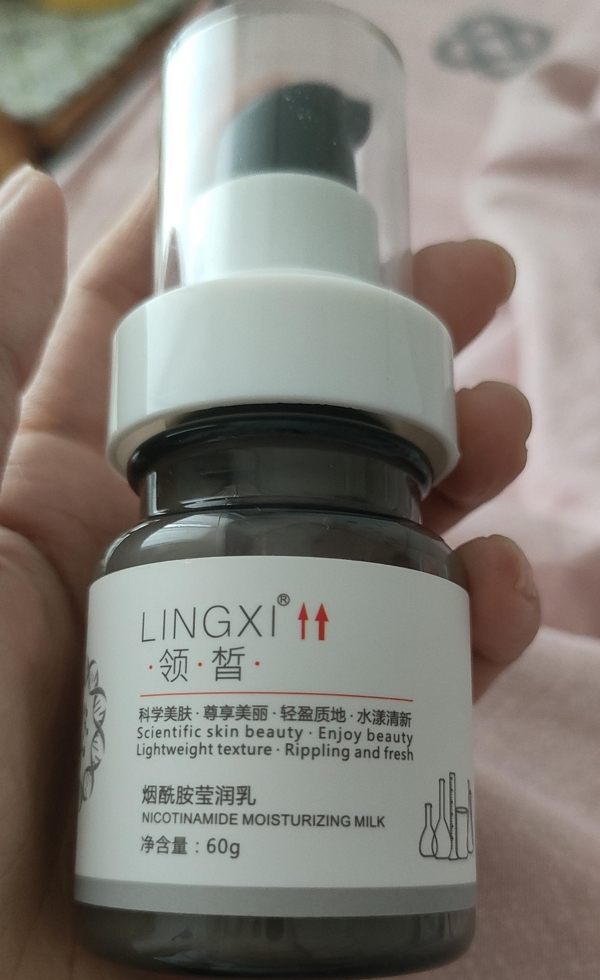 LINGXI®
·领·皙·
科学美肤·尊享美丽·轻盈质地·水漾清新
Scientific skin beauty · Enjoy beauty
Lightweight texture · Rippling and fresh
烟酰胺莹润乳
NICOTINAMIDE MOISTURIZING MILK
净含量：60g